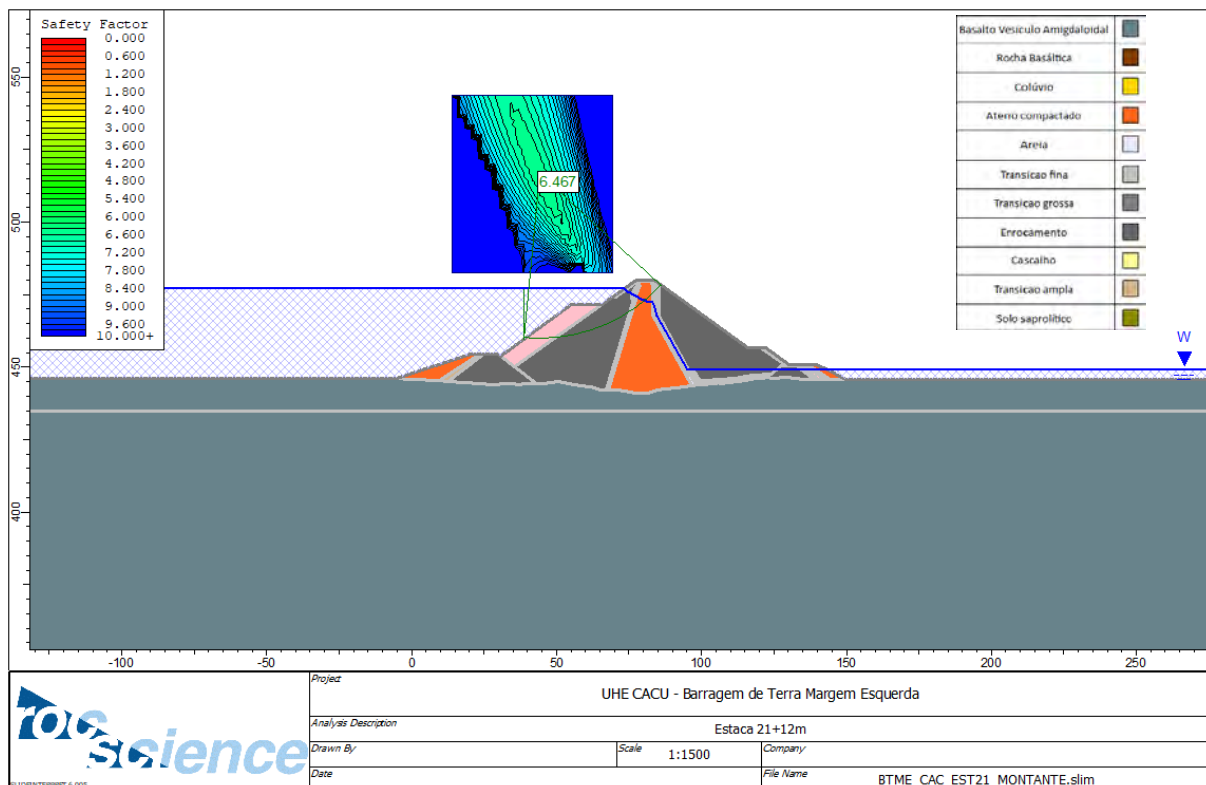 Safety Factor
0.000
0.600
1.200
1.800
2.400
3.000
3.600
4.200
4.800
5.400
6.000
6.600
7.200
7.800
8.400
9.000
9.600
10.000+
6.467
Basalto Vesículo Amigdaloidal
Rocha Basáltica
Colúvio
Aterro compactado
Areia
Transicao fina
Transicao grossa
Enrocamento
Cascalho
Transicao ampla
Solo saprolítico
W
550
500
450
400
-100 -50 0 50 100 150 200 250
rocscience
Project
UHE CACU - Barragem de Terra Margem Esquerda
Analysis Description
Estaca 21+12m
Drawn By
Scale 1:1500
Company
Date
File Name BTME_CAC_EST21_MONTANTE.slim